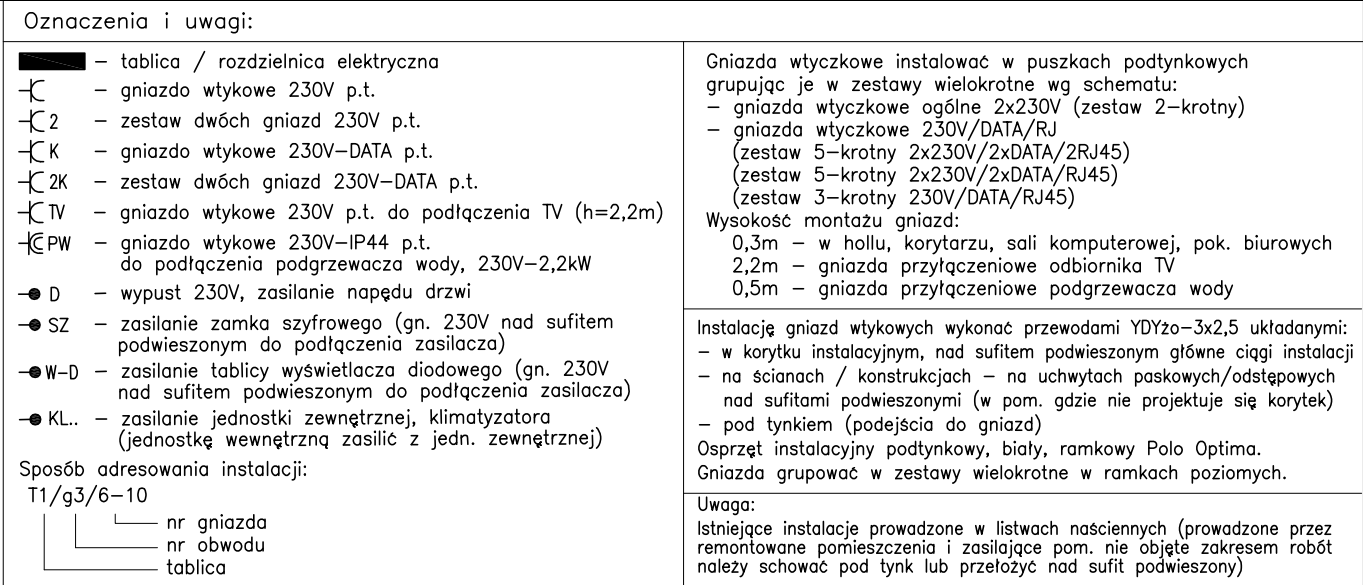 Oznaczenia i uwagi:
– tablica / rozdzielnica elektryczna
– gniazdo wtykowe 230V p.t.
2 – zestaw dwóch gniazd 230V p.t.
K – gniazdo wtykowe 230V–DATA p.t.
2K – zestaw dwóch gniazd 230V–DATA p.t.
TV – gniazdo wtykowe 230V p.t. do podłączenia TV (h=2,2m)
PW – gniazdo wtykowe 230V–IP44 p.t.
do podłączenia podgrzewacza wody, 230V–2,2kW
D – wypust 230V, zasilanie napędu drzwi
SZ – zasilanie zamka szyfrowego (gn. 230V nad sufitem
podwieszonym do podłączenia zasilacza)
W–D – zasilanie tablicy wyświetlacza diodowego (gn. 230V
nad sufitem podwieszonym do podłączenia zasilacza)
KL.. – zasilanie jednostki zewnętrznej, klimatyzatora
(jednostkę wewnętrzną zasilić z jedn. zewnętrznej)
Sposób adresowania instalacji:
T1/g3/6–10
nr gniazda
nr obwodu
tablica
Gniazda wtyczkowe instalować w puszkach podtynkowych
grupując je w zestawy wielokrotne wg schematu:
– gniazda wtyczkowe ogólne 2x230V (zestaw 2–krotny)
– gniazda wtyczkowe 230V/DATA/RJ
(zestaw 5–krotny 2x230V/2xDATA/2RJ45)
(zestaw 5–krotny 2x230V/2xDATA/RJ45)
(zestaw 3–krotny 230V/DATA/RJ45)
Wysokość montażu gniazd:
0,3m – w hollu, korytarzu, sali komputerowej, pok. biurowych
2,2m – gniazda przyłączeniowe odbiornika TV
0,5m – gniazda przyłączeniowe podgrzewacza wody
Instalację gniazd wtykowych wykonać przewodami YDYżo–3x2,5 układanymi:
– w korytku instalacyjnym, nad sufitem podwieszonym główne ciągi instalacji
– na ścianach / konstrukcjach – na uchwytach paskowych/odstępowych
nad sufitami podwieszonymi (w pom. gdzie nie projektuje się korytek)
– pod tynkiem (podejścia do gniazd)
Osprzęt instalacyjny podtynkowy, biały, ramkowy Polo Optima.
Gniazda grupować w zestawy wielokrotne w ramkach poziomych.
Uwaga:
Istniejące instalacje prowadzone w listwach naściennych (prowadzone przez
remontowane pomieszczenia i zasilające pom. nie objęte zakresem robót
należy schować pod tynk lub przełożyć nad sufit podwieszony)